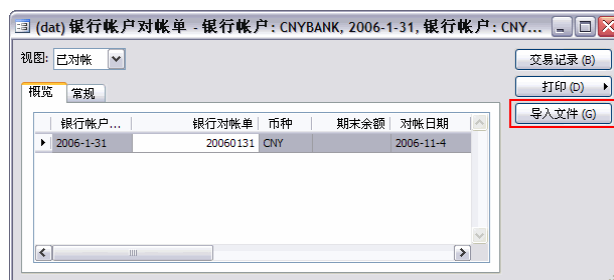 (dat) 银行帐户对帐单 - 银行帐户: CNYBANK, 2006-1-31, 银行帐户: CNY...
视图: 已对帐
交易记录 (B)
打印 (D)
导入文件 (G)
概览 常规
银行帐户... 银行对帐单 币种 期末余额 对帐日期
2006-1-31 20060131 CNY 2006-11-4